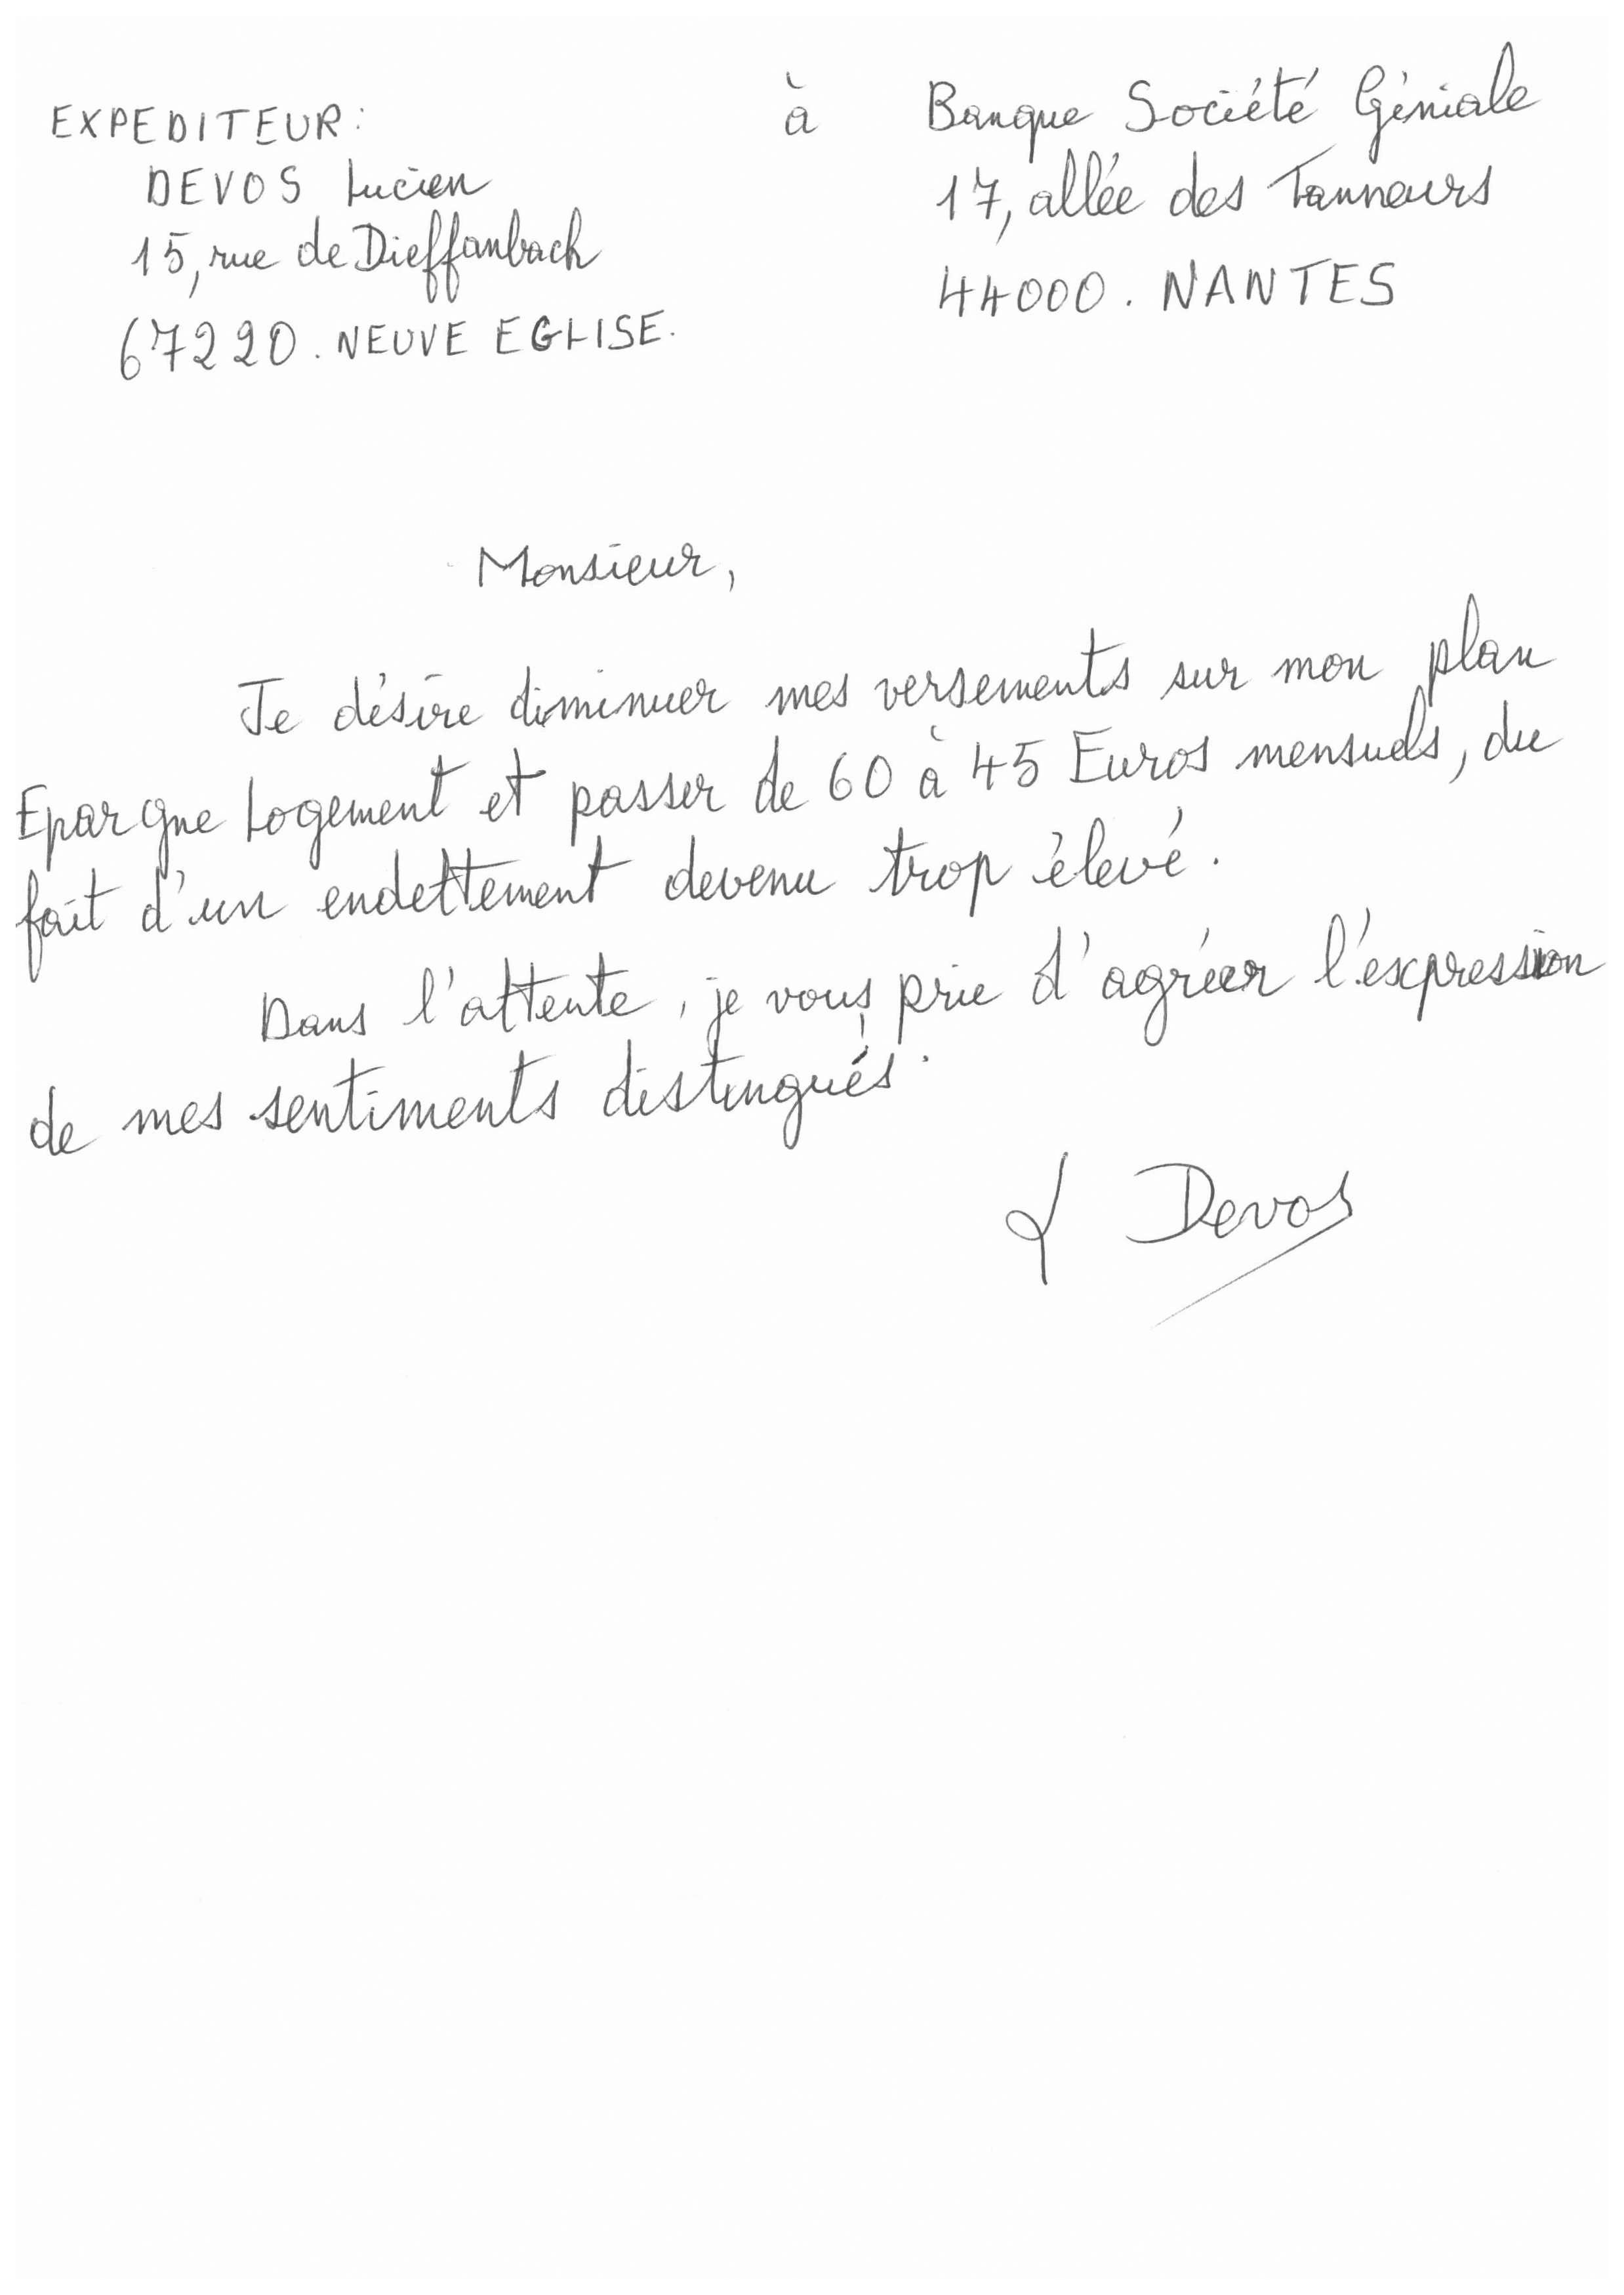 EXPEDITEUR:
DEVOS Lucien
15, rue de Dieffanbach
67220. NEUVE EGLISE.
à Banque Société Géniale
17, allée des Tanneurs
44000. NANTES
Monsieur,
Je désire diminuer mes versements sur mon plan
Epargne Logement et passer de 60 à 45 Euros mensuels, du
fait d'un endettement devenu trop élevé.
Dans l'attente, je vous prie d'agréer l'expression
de mes sentiments distingués.
L Devos